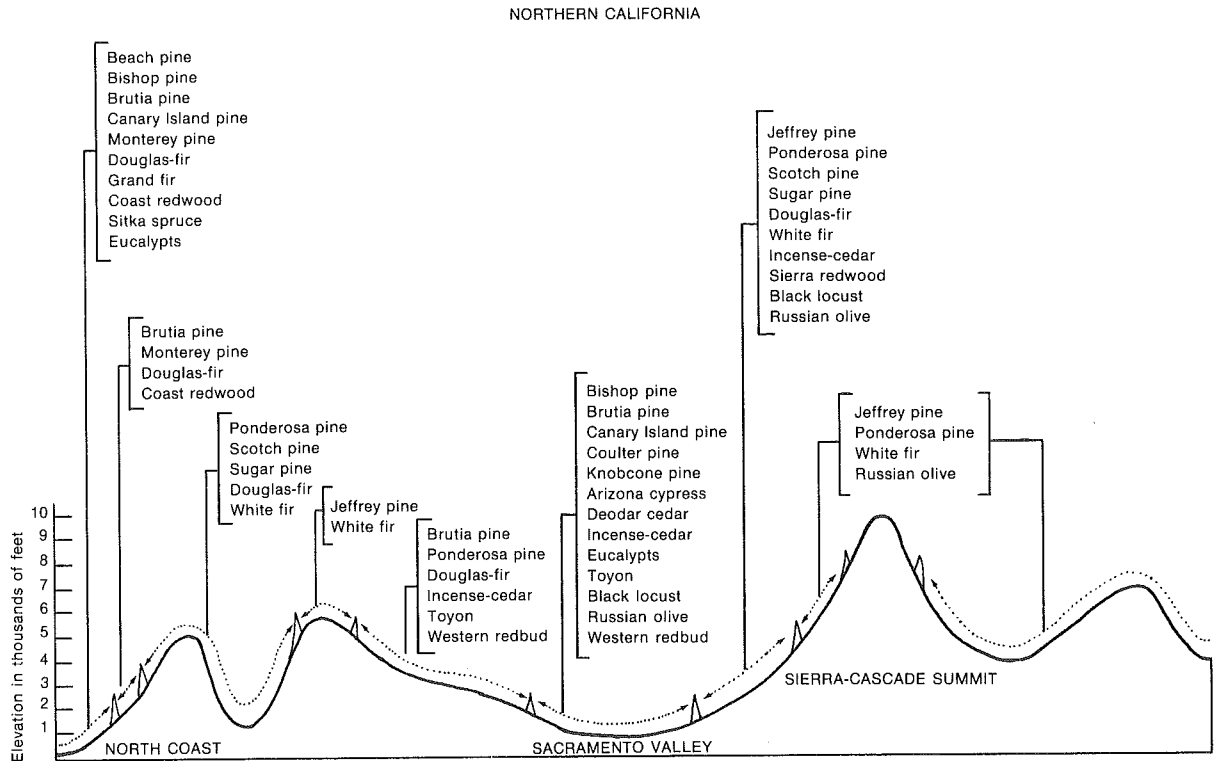 NORTHERN CALIFORNIA
Beach pine
Bishop pine
Brutia pine
Canary Island pine
Monterey pine
Douglas-fir
Grand fir
Coast redwood
Sitka spruce
Eucalypts
Brutia pine
Monterey pine
Douglas-fir
Coast redwood
Ponderosa pine
Scotch pine
Sugar pine
Douglas-fir
White fir
Jeffrey pine
White fir
Brutia pine
Ponderosa pine
Douglas-fir
Incense-cedar
Toyon
Western redbud
Bishop pine
Brutia pine
Canary Island pine
Coulter pine
Knobcone pine
Arizona cypress
Deodar cedar
Incense-cedar
Eucalypts
Toyon
Black locust
Russian olive
Western redbud
Jeffrey pine
Ponderosa pine
Scotch pine
Sugar pine
Douglas-fir
White fir
Incense-cedar
Sierra redwood
Black locust
Russian olive
Jeffrey pine
Ponderosa pine
White fir
Russian olive
Elevation in thousands of feet
10
9
8
7
6
5
4
3
2
1
NORTH COAST
SACRAMENTO VALLEY
SIERRA-CASCADE SUMMIT